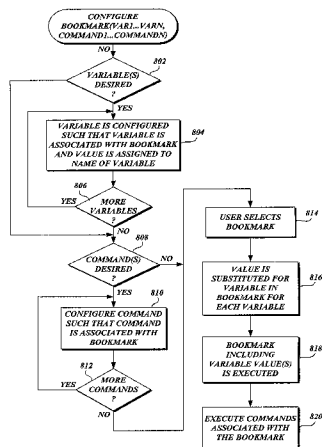 CONFIGURE
BOOKMARK(VAR1...VARN,
COMMAND1...COMMANDN)
NO
802
VARIABLE(S)
DESIRED
?
YES
VARIABLE IS CONFIGURED
SUCH THAT VARIABLE IS
ASSOCIATED WITH BOOKMARK
AND VALUE IS ASSIGNED TO
NAME OF VARIABLE
804
806
MORE
VARIABLES
?
YES
NO
808
COMMAND(S)
DESIRED
?
NO
YES
810
CONFIGURE COMMAND
SUCH THAT COMMAND
IS ASSOCIATED WITH
BOOKMARK
812
MORE
COMMANDS
?
YES
NO
814
USER SELECTS
BOOKMARK
VALUE IS
SUBSTITUTED FOR
VARIABLE IN
BOOKMARK FOR
EACH VARIABLE
816
BOOKMARK
INCLUDING
VARIABLE VALUE(S)
IS EXECUTED
818
EXECUTE COMMANDS
ASSOCIATED WITH
THE BOOKMARK
820